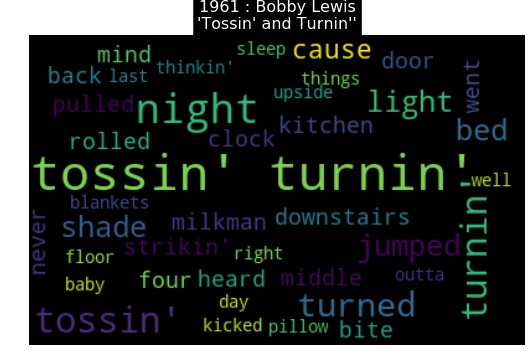 1961 : Bobby Lewis
'Tossin' and Turnin''
mind
sleep
cause
door
back
last
thinkin'
things
went
pulled
night
upside
light
rolled
clock
kitchen
bed
tossin' turnin'
well
blankets
never
shade
milkman
downstairs
turnin'
floor
strikin'
right
jumped
baby
four
heard
middle
outta
day
tossin'
kicked
pillow
turned
bite